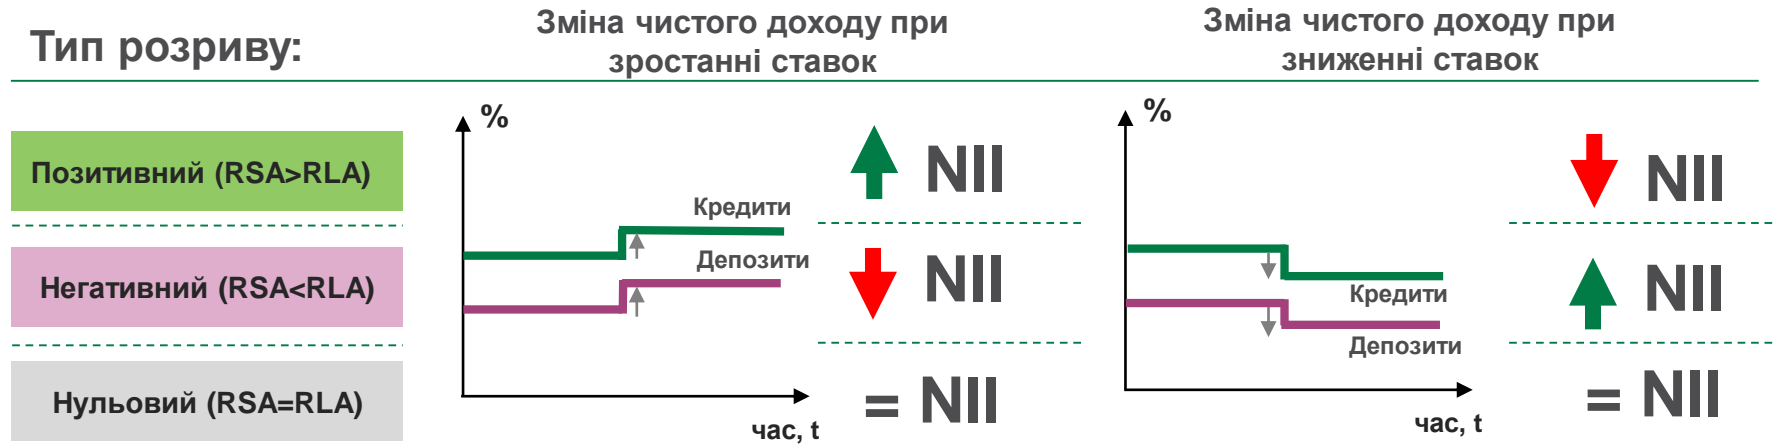 Тип розриву:
Зміна чистого доходу при
зростанні ставок
Зміна чистого доходу при
зниженні ставок
Позитивний (RSA>RLA)
Негативний (RSA<RLA)
Нульовий (RSA=RLA)
%
Кредити
Депозити
час, t
NII
NII
= NII
%
Кредити
Депозити
час, t
NII
NII
= NII